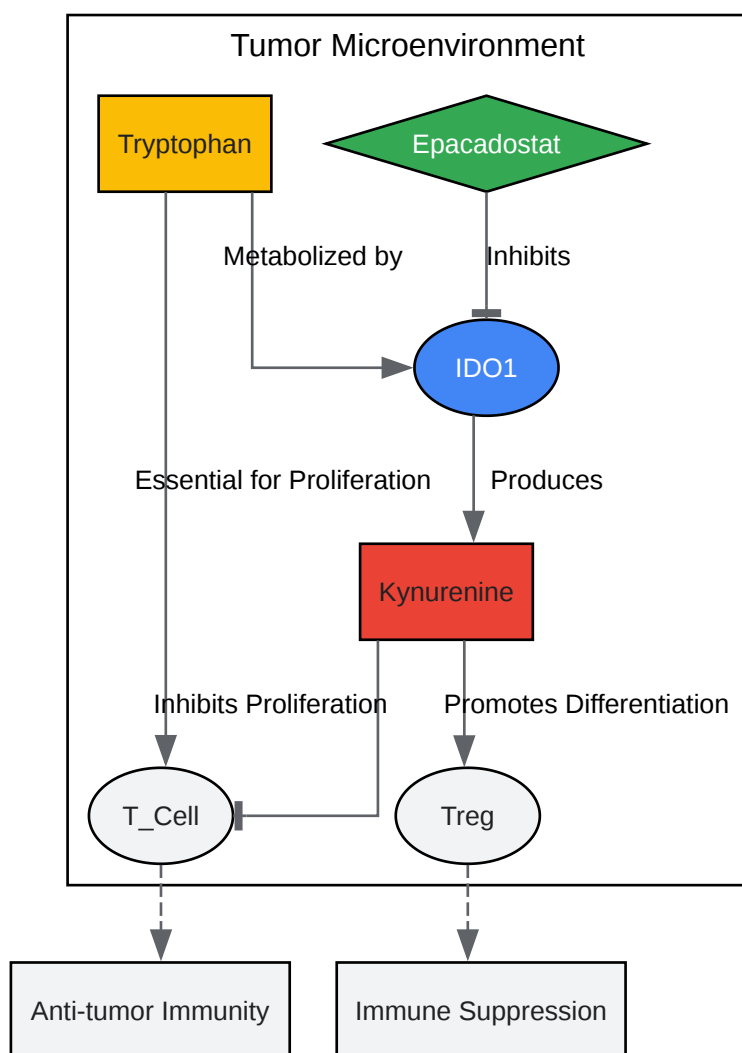 Tumor Microenvironment
Tryptophan
Epacadostat
Metabolized by
Inhibits
IDO1
Essential for Proliferation
Produces
Kynurenine
Inhibits Proliferation
Promotes Differentiation
T_Cell
Treg
Anti-tumor Immunity
Immune Suppression